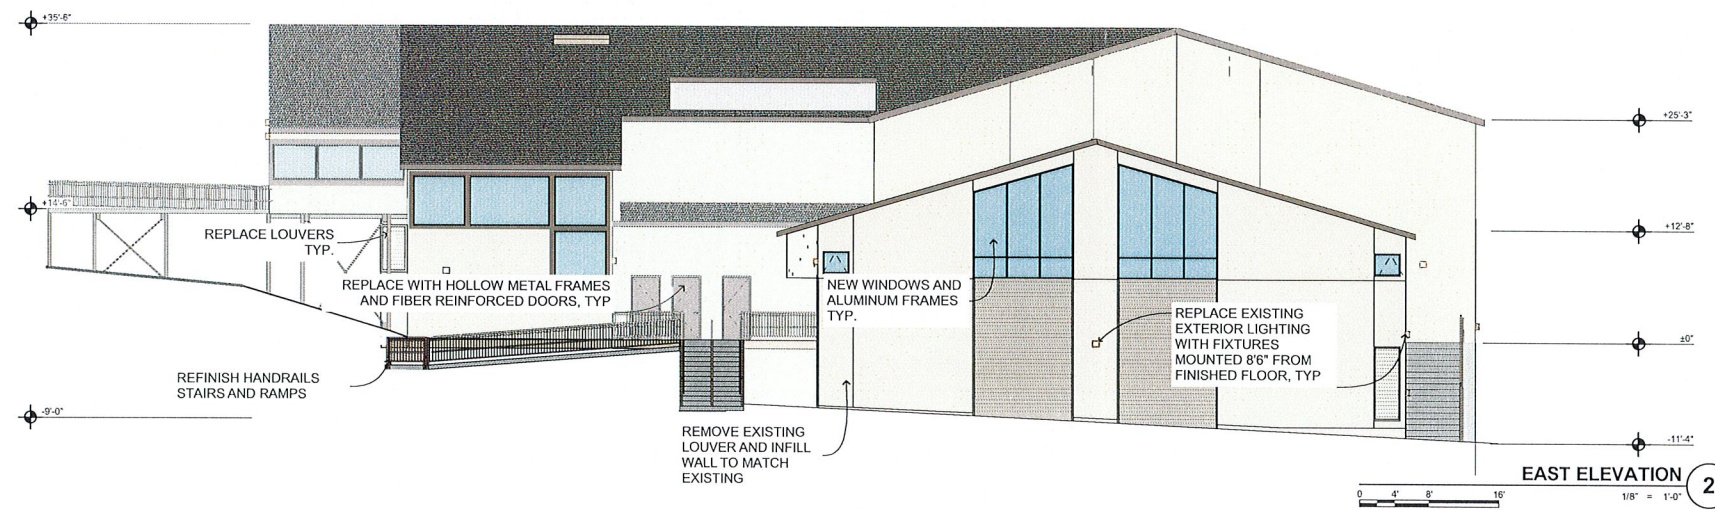 +35'-6"
+25'-3"
+14'-6"
+12'-8"
REPLACE LOUVERS
TYP.
REPLACE WITH HOLLOW METAL FRAMES
AND FIBER REINFORCED DOORS, TYP
NEW WINDOWS AND
ALUMINUM FRAMES
TYP.
REPLACE EXISTING
EXTERIOR LIGHTING
WITH FIXTURES
MOUNTED 8'6" FROM
FINISHED FLOOR, TYP
±0"
REFINISH HANDRAILS
STAIRS AND RAMPS
-9'-0"
REMOVE EXISTING
LOUVER AND INFILL
WALL TO MATCH
EXISTING
-11'-4"
EAST ELEVATION
2
0 4' 8' 16'
1/8" = 1'-0"